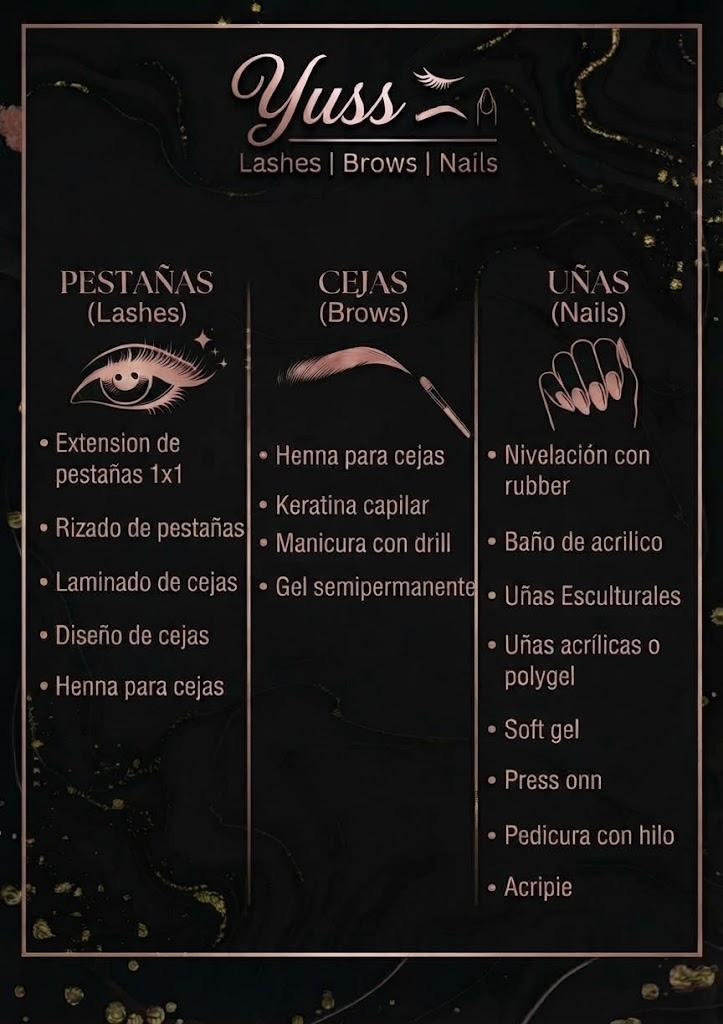 Yuss
Lashes | Brows | Nails
PESTAÑAS
(Lashes)
• Extension de
pestañas 1x1
• Rizado de pestañas
• Laminado de cejas
• Diseño de cejas
• Henna para cejas
CEJAS
(Brows)
• Henna para cejas
• Keratina capilar
• Manicura con drill
• Gel semipermanente
UÑAS
(Nails)
• Nivelación con
rubber
• Baño de acrilico
• Uñas Esculturales
• Uñas acrílicas o
polygel
• Soft gel
• Press onn
• Pedicura con hilo
• Acripie